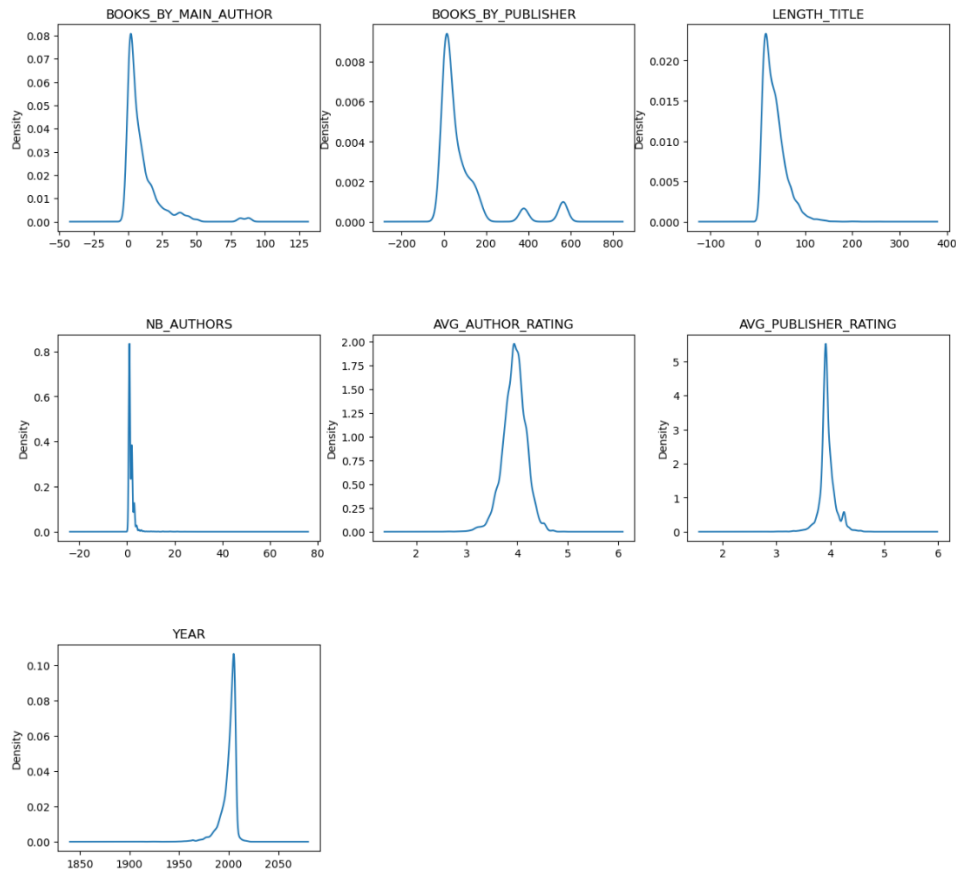 BOOKS_BY_MAIN_AUTHOR
Density
0.08
0.07
0.06
0.05
0.04
0.03
0.02
0.01
0.00
−50 −25 0 25 50 75 100 125
BOOKS_BY_PUBLISHER
Density
0.008
0.006
0.004
0.002
0.000
−200 0 200 400 600 800
LENGTH_TITLE
Density
0.020
0.015
0.010
0.005
0.000
−100 0 100 200 300 400
NB_AUTHORS
Density
0.8
0.6
0.4
0.2
0.0
−20 0 20 40 60 80
AVG_AUTHOR_RATING
Density
2.00
1.75
1.50
1.25
1.00
0.75
0.50
0.25
0.00
2 3 4 5 6
AVG_PUBLISHER_RATING
Density
5
4
3
2
1
0
2 3 4 5 6
YEAR
Density
0.10
0.08
0.06
0.04
0.02
0.00
1850 1900 1950 2000 2050